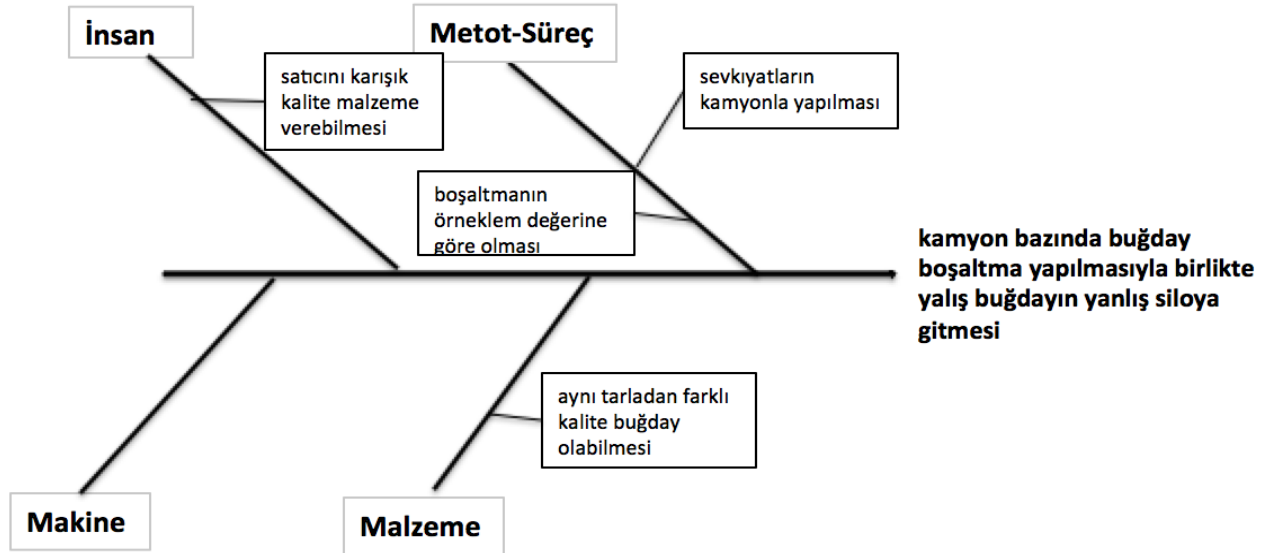 İnsan
Metot-Süreç
satıcını karışık
kalite malzeme
verebilmesi
sevkıyatların
kamyonla yapılması
boşaltmanın
örneklem değerine
göre olması
kamyon bazında buğday
boşaltma yapılmasıyla birlikte
yalış buğdayın yanlış siloya
gitmesi
aynı tarladan farklı
kalite buğday
olabilmesi
Makine
Malzeme